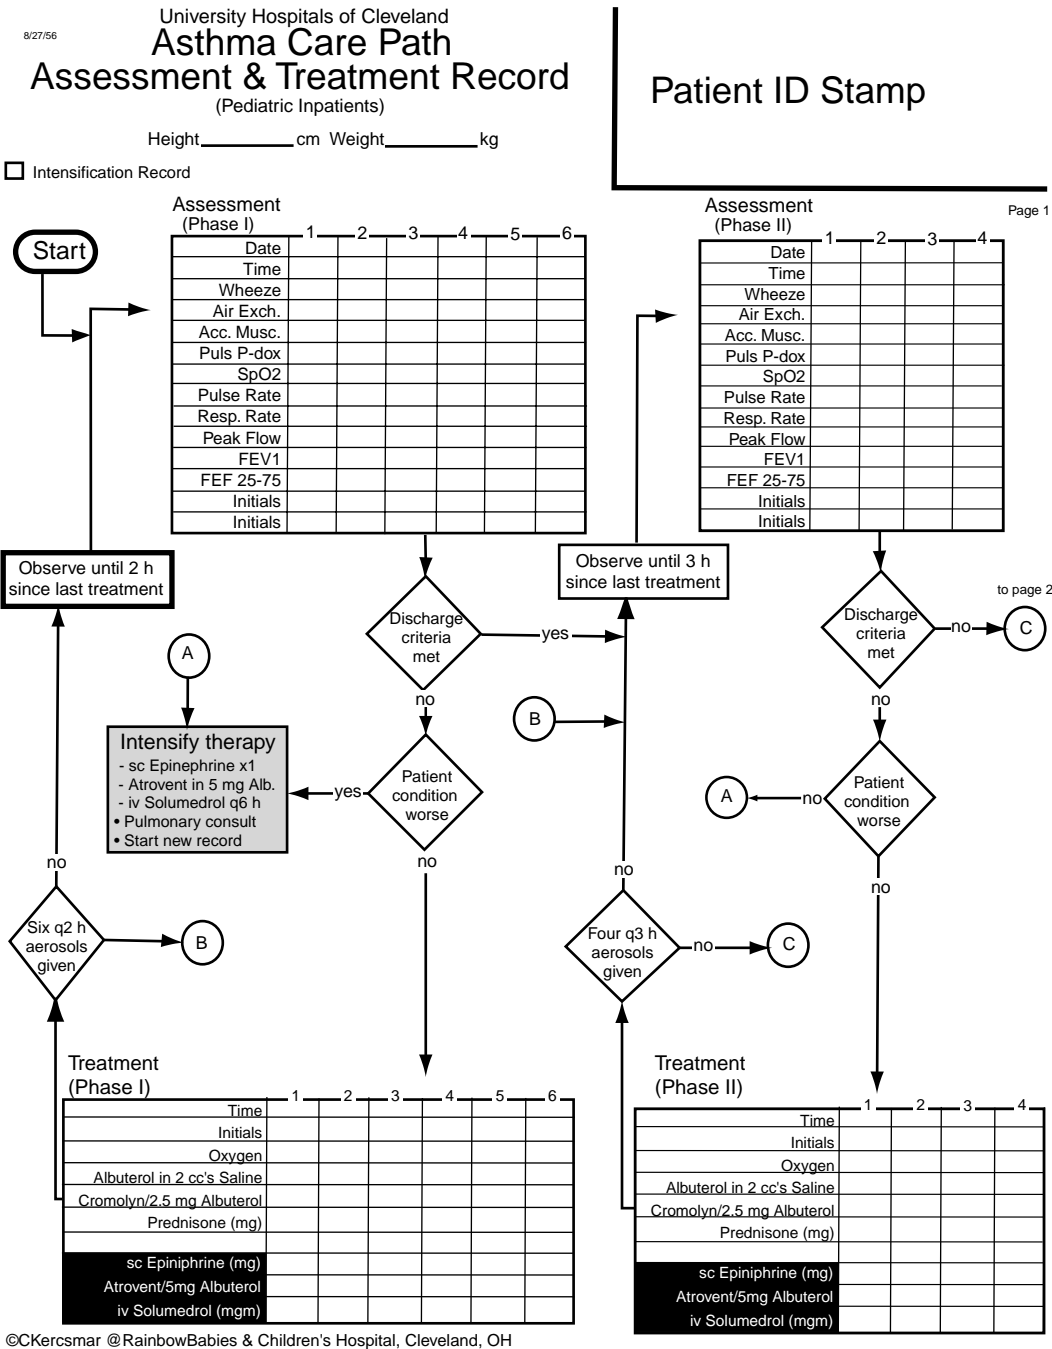 University Hospitals of Cleveland
8/27/56
Asthma Care Path
Assessment & Treatment Record
(Pediatric Inpatients)
Height cm Weight kg
Intensification Record
Patient ID Stamp
Page 1
Start
Assessment
(Phase I)
1 2 3 4 5 6
Date
Time
Wheeze
Air Exch.
Acc. Musc.
Puls P-dox
SpO2
Pulse Rate
Resp. Rate
Peak Flow
FEV1
FEF 25-75
Initials
Initials
Assessment
(Phase II)
1 2 3 4
Date
Time
Wheeze
Air Exch.
Acc. Musc.
Puls P-dox
SpO2
Pulse Rate
Resp. Rate
Peak Flow
FEV1
FEF 25-75
Initials
Initials
Observe until 2 h
since last treatment
Discharge
criteria
met
yes
no
A
Intensify therapy
- sc Epinephrine x1
- Atrovent in 5 mg Alb.
- iv Solumedrol q6 h
• Pulmonary consult
• Start new record
yes
Patient
condition
worse
no
no
Six q2 h
aerosols
given
B
Observe until 3 h
since last treatment
B
no
Four q3 h
aerosols
given
no
C
Discharge
criteria
met
no
to page 2
C
no
Patient
condition
worse
no
A
no
Treatment
(Phase I)
1 2 3 4 5 6
Time
Initials
Oxygen
Albuterol in 2 cc's Saline
Cromolyn/2.5 mg Albuterol
Prednisone (mg)
sc Epiniphrine (mg)
Atrovent/5mg Albuterol
iv Solumedrol (mgm)
Treatment
(Phase II)
1 2 3 4
Time
Initials
Oxygen
Albuterol in 2 cc's Saline
Cromolyn/2.5 mg Albuterol
Prednisone (mg)
sc Epiniphrine (mg)
Atrovent/5mg Albuterol
iv Solumedrol (mgm)
©CKercsmar @RainbowBabies & Children's Hospital, Cleveland, OH